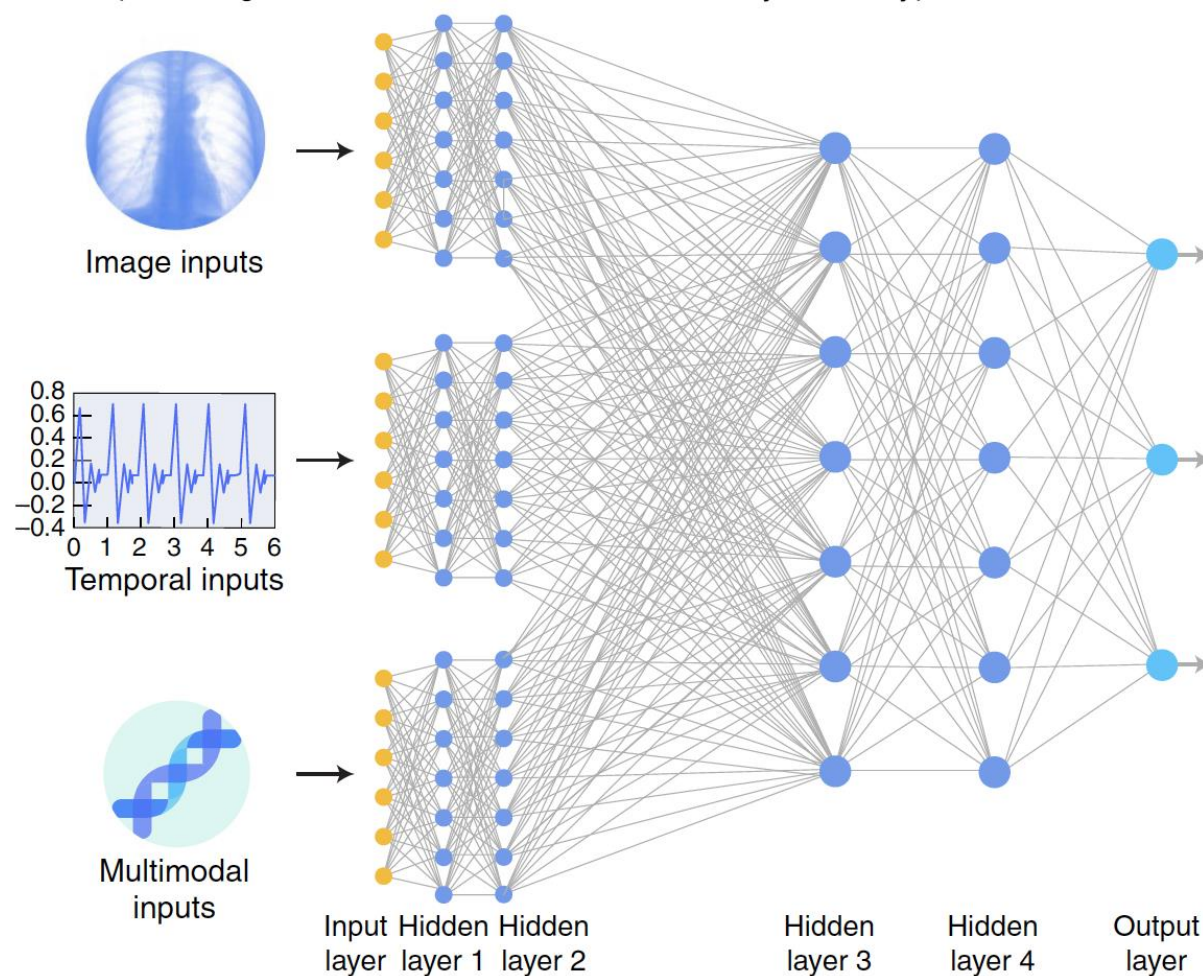 Image inputs
0.8
0.6
0.4
0.2
0.0
−0.2
−0.4
0 1 2 3 4 5 6
Temporal inputs
Multimodal
inputs
Input Hidden Hidden Hidden Hidden Output
layer layer 1 layer 2 layer 3 layer 4 layer